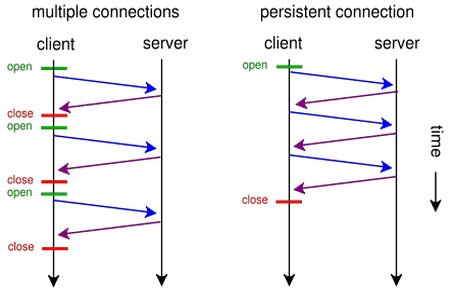 multiple connections
client server
open
close
open
close
open
close
persistent connection
client server
open
close
time